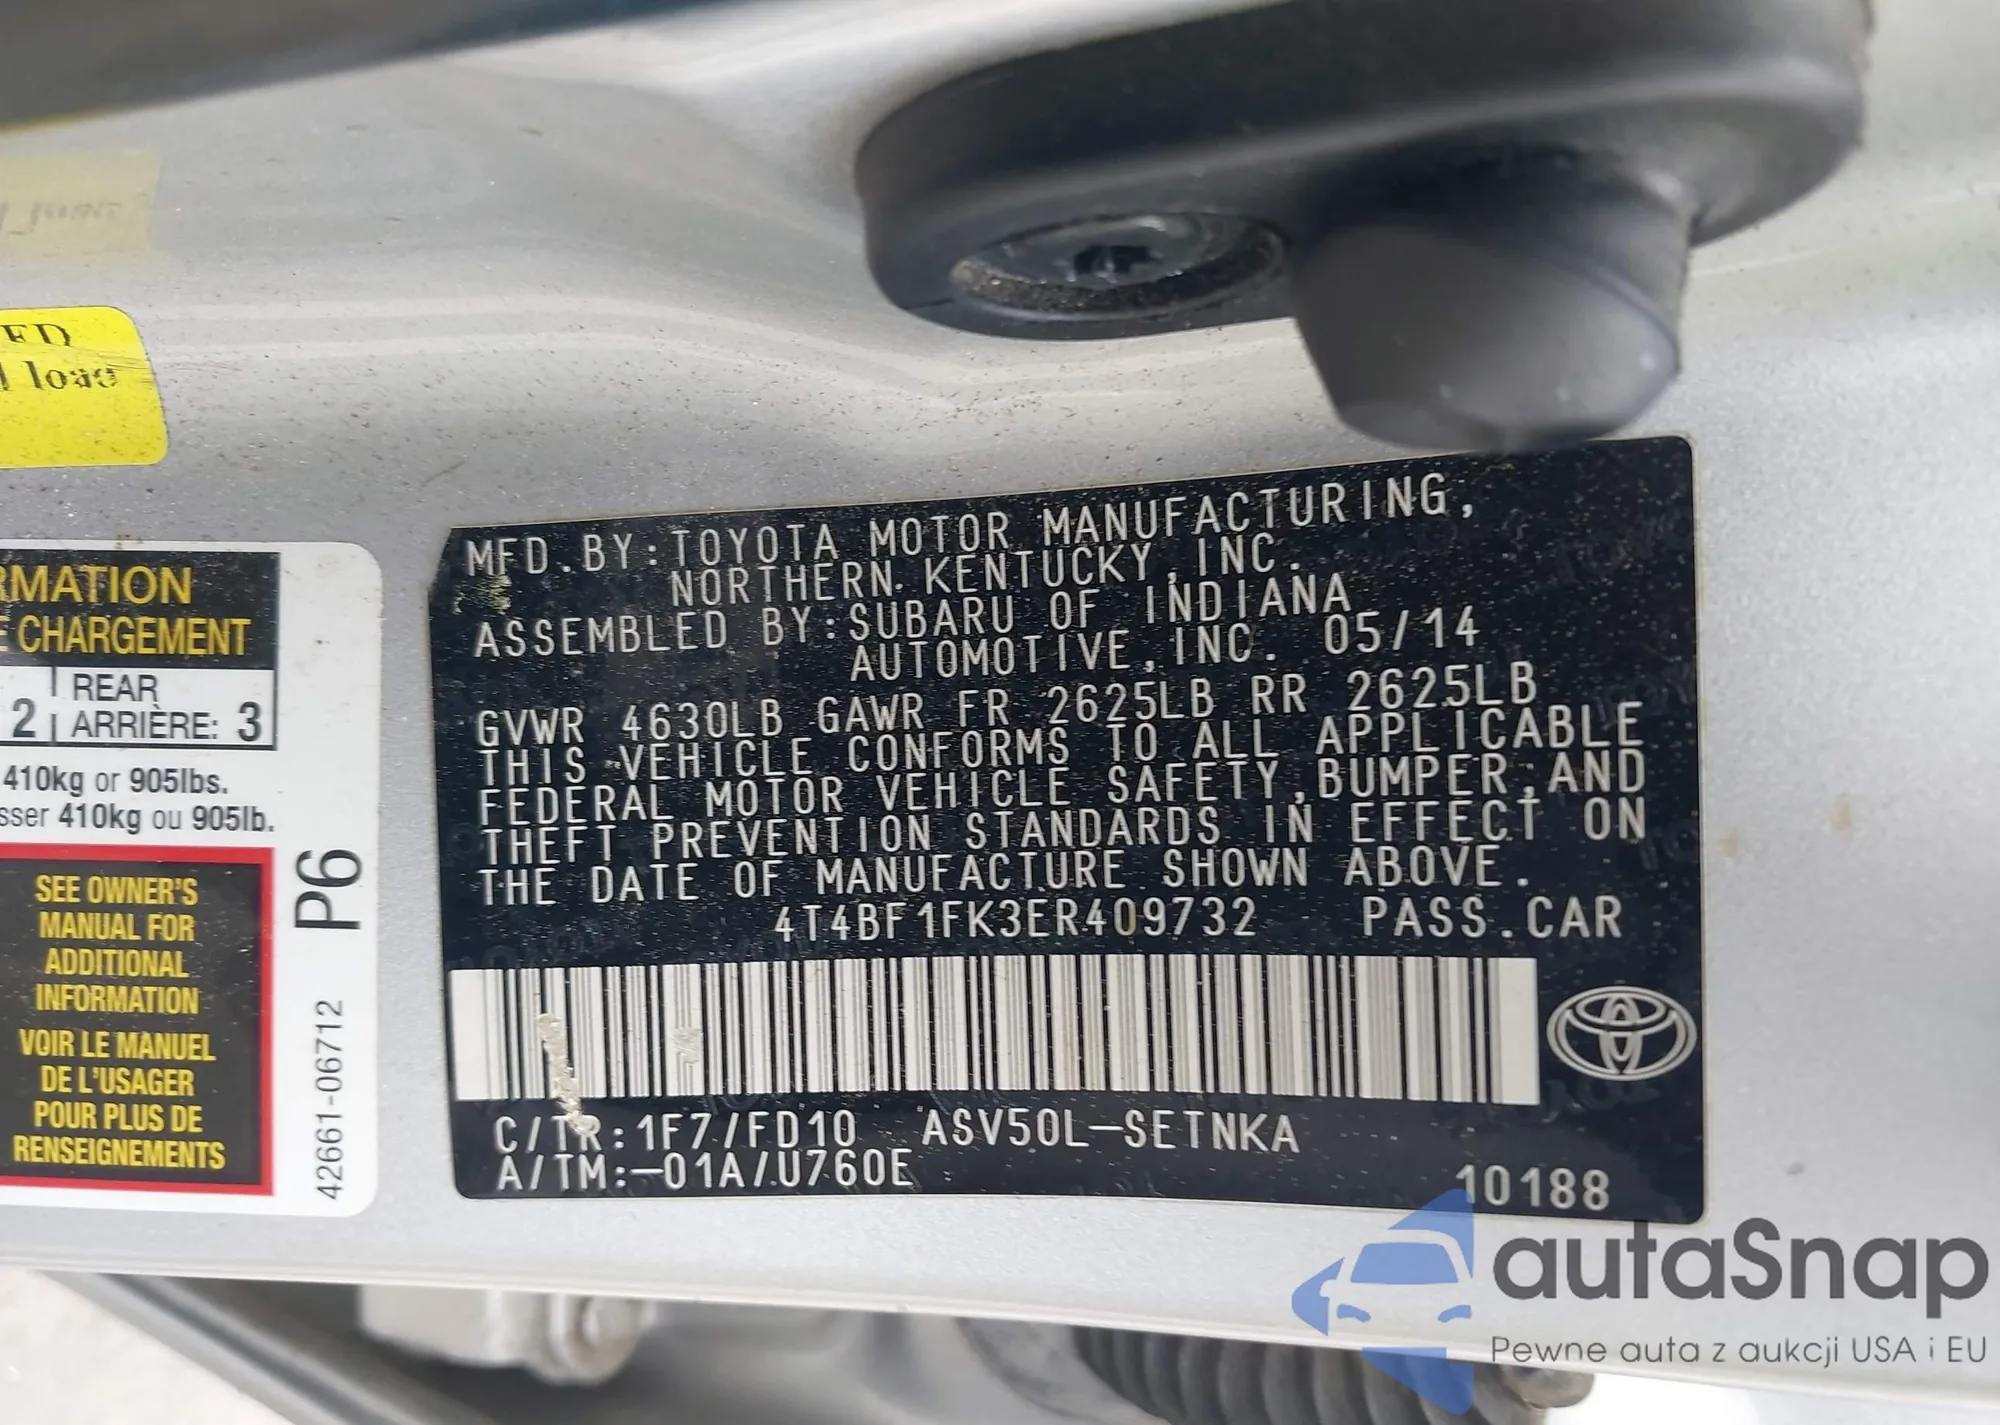 ED
load
RMATION
E CHARGEMENT
2 REAR
ARRIÈRE: 3
410kg or 905lbs.
sser 410kg ou 905lb.
SEE OWNER'S
MANUAL FOR
ADDITIONAL
INFORMATION
VOIR LE MANUEL
DE L'USAGER
POUR PLUS DE
RENSEIGNEMENTS
P6
42661-06712
MFD. BY: TOYOTA MOTOR MANUFACTURING,
NORTHERN KENTUCKY, INC.
ASSEMBLED BY: SUBARU OF INDIANA
AUTOMOTIVE, INC. 05/14
GVWR 4630LB GAWR FR 2625LB RR 2625LB
THIS VEHICLE CONFORMS TO ALL APPLICABLE
FEDERAL MOTOR VEHICLE SAFETY, BUMPER, AND
THEFT PREVENTION STANDARDS IN EFFECT ON
THE DATE OF MANUFACTURE SHOWN ABOVE.
4T4BF1FK3ER409732 PASS. CAR
C/TR: 1F7/FD10 ASV50L-SETNKA
A/TM:-01A/U760E
10188
autaSnap
Pewne auta z aukcji USA i EU